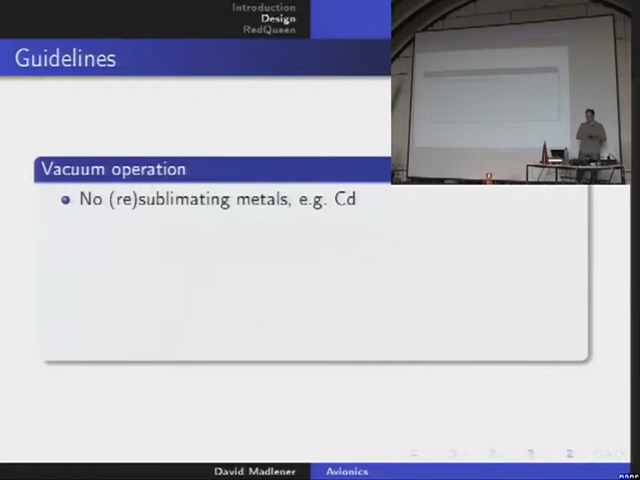 Introduction
Design
RedQueen
Guidelines
Vacuum operation
No (re)sublimating metals, e.g. Cd
David Madlener
Avionics